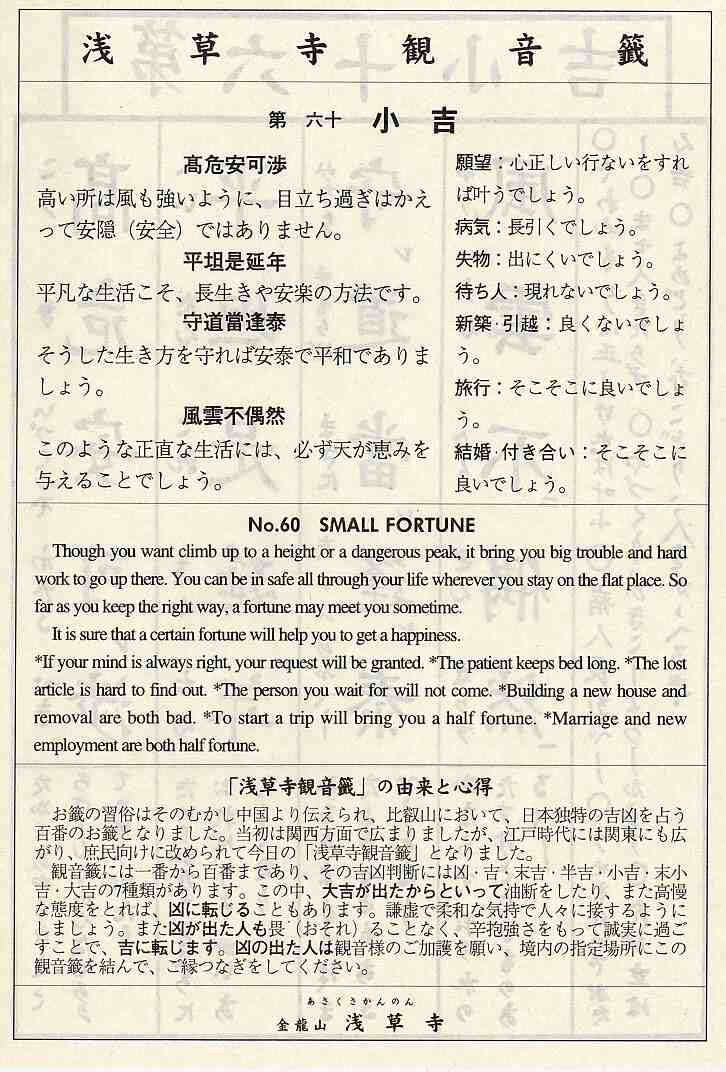 浅草寺観音籤
第 六十 小吉
髙危安可渉
高い所は風も強いように、目立ち過ぎはかえ
って安隠（安全）ではありません。
平坦是延年
平凡な生活こそ、長生きや安楽の方法です。
守道當逢泰
そうした生き方を守れば安泰で平和でありま
しょう。
風雲不偶然
このような正直な生活には、必ず天が恵みを
与えることでしょう。
願望：心正しい行ないをすれ
ば叶うでしょう。
病気：長引くでしょう。
失物：出にくいでしょう。
待ち人：現れないでしょう。
新築・引越：良くないでしょ
う。
旅行：そこそこに良いでしょ
う。
結婚・付き合い：そこそこに
良いでしょう。
No.60 SMALL FORTUNE
Though you want climb up to a height or a dangerous peak, it bring you big trouble and hard
work to go up there. You can be in safe all through your life wherever you stay on the flat place. So
far as you keep the right way, a fortune may meet you sometime.
It is sure that a certain fortune will help you to get a happiness.
*If your mind is always right, your request will be granted. *The patient keeps bed long. *The lost
article is hard to find out. *The person you wait for will not come. *Building a new house and
removal are both bad. *To start a trip will bring you a half fortune. *Marriage and new
employment are both half fortune.
「浅草寺観音籤」の由来と心得
お籤の習俗はそのむかし中国より伝えられ、比叡山において、日本独特の吉凶を占う
百番のお籤となりました。当初は関西方面で広まりましたが、江戸時代には関東にも広
がり、庶民向けに改められて今日の「浅草寺観音籤」となりました。
観音籤には一番から百番まであり、その吉凶判断には凶・吉・末吉・半吉・小吉・末小
吉・大吉の7種類があります。この中、大吉が出たからといって油断をしたり、また高慢
な態度をとれば、凶に転じることもあります。謙虚で柔和な気持で人々に接するように
しましょう。また凶が出た人も畏（おそれ）ることなく、辛抱強さをもって誠実に過ご
すことで、吉に転じます。凶の出た人は観音様のご加護を願い、境内の指定場所にこの
観音籤を結んで、ご縁つなぎをしてください。
あさくさかんのん
金龍山 浅草寺